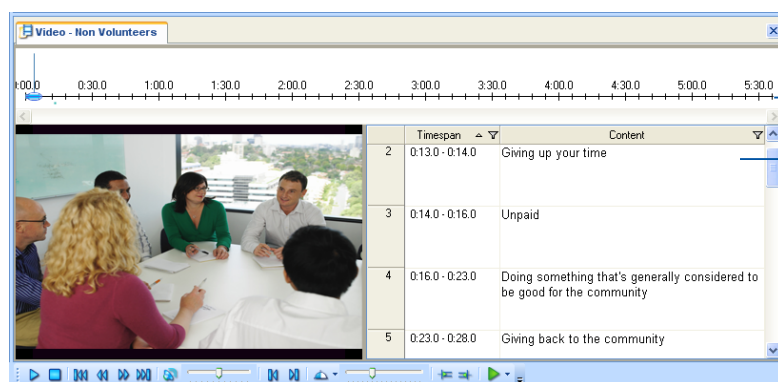 Video - Non Volunteers
0:00.0 0:30.0 1:00.0 1:30.0 2:00.0 2:30.0 3:00.0 3:30.0 4:00.0 4:30.0 5:00.0 5:30.0
Timespan Content
2 0:13.0 - 0:14.0 Giving up your time
3 0:14.0 - 0:16.0 Unpaid
4 0:16.0 - 0:23.0 Doing something that's generally considered to
be good for the community
5 0:23.0 - 0:28.0 Giving back to the community